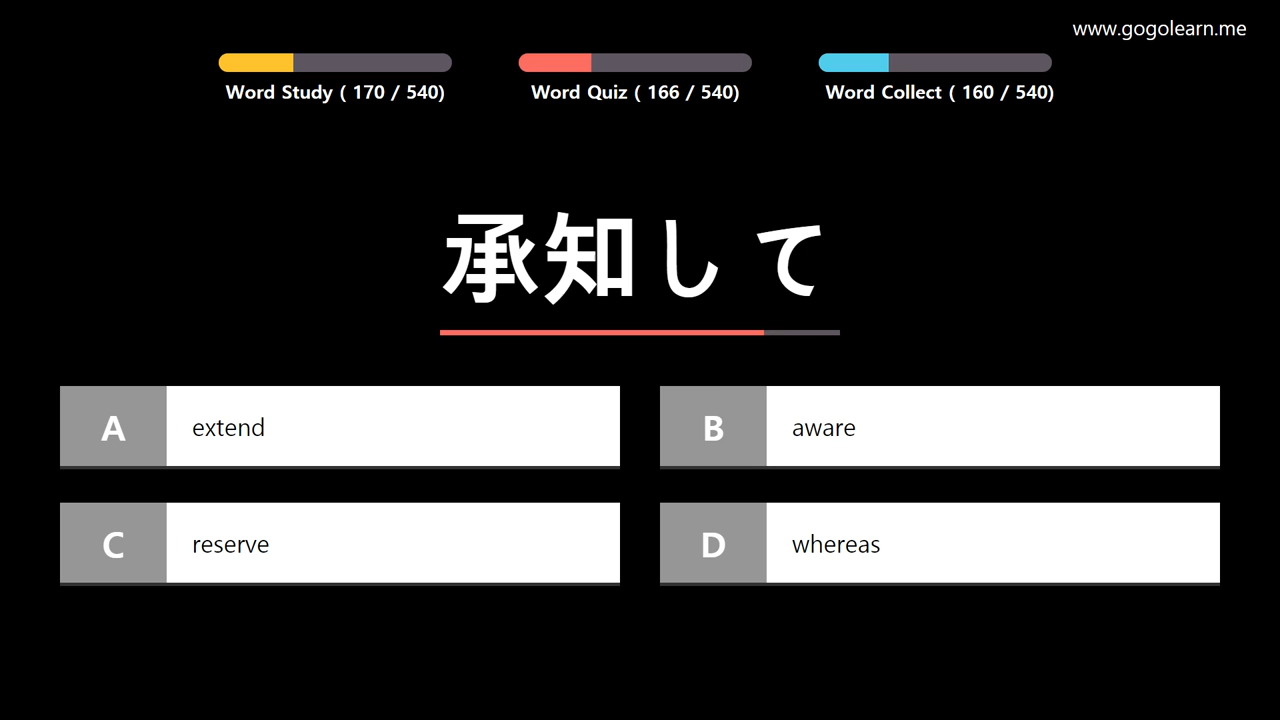 www.gogolearn.me
Word Study ( 170 / 540)
Word Quiz ( 166 / 540)
Word Collect ( 160 / 540)
承知して
A extend
B aware
C reserve
D whereas